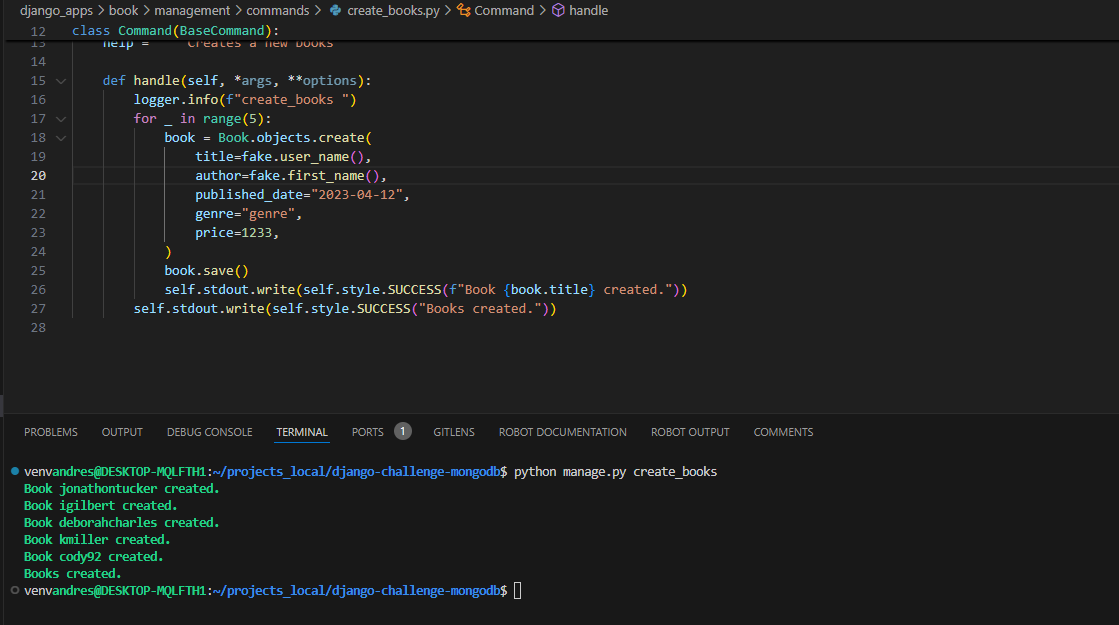 django_apps > book > management > commands > create_books.py > Command > handle
12 class Command(BaseCommand):
13 help = "Creates a new books
14
15 def handle(self, *args, **options):
16 logger.info(f"create_books ")
17 for _ in range(5):
18 book = Book.objects.create(
19 title=fake.user_name(),
20 author=fake.first_name(),
21 published_date="2023-04-12",
22 genre="genre",
23 price=1233,
24 )
25 book.save()
26 self.stdout.write(self.style.SUCCESS(f"Book {book.title} created."))
27 self.stdout.write(self.style.SUCCESS("Books created."))
28
PROBLEMS OUTPUT DEBUG CONSOLE TERMINAL PORTS 1 GITLENS ROBOT DOCUMENTATION ROBOT OUTPUT COMMENTS
venvandres@DESKTOP-MQLFTH1:~/projects_local/django-challenge-mongodb$ python manage.py create_books
Book jonathontucker created.
Book igilbert created.
Book deborahcharles created.
Book kmiller created.
Book cody92 created.
Books created.
venvandres@DESKTOP-MQLFTH1:~/projects_local/django-challenge-mongodb$